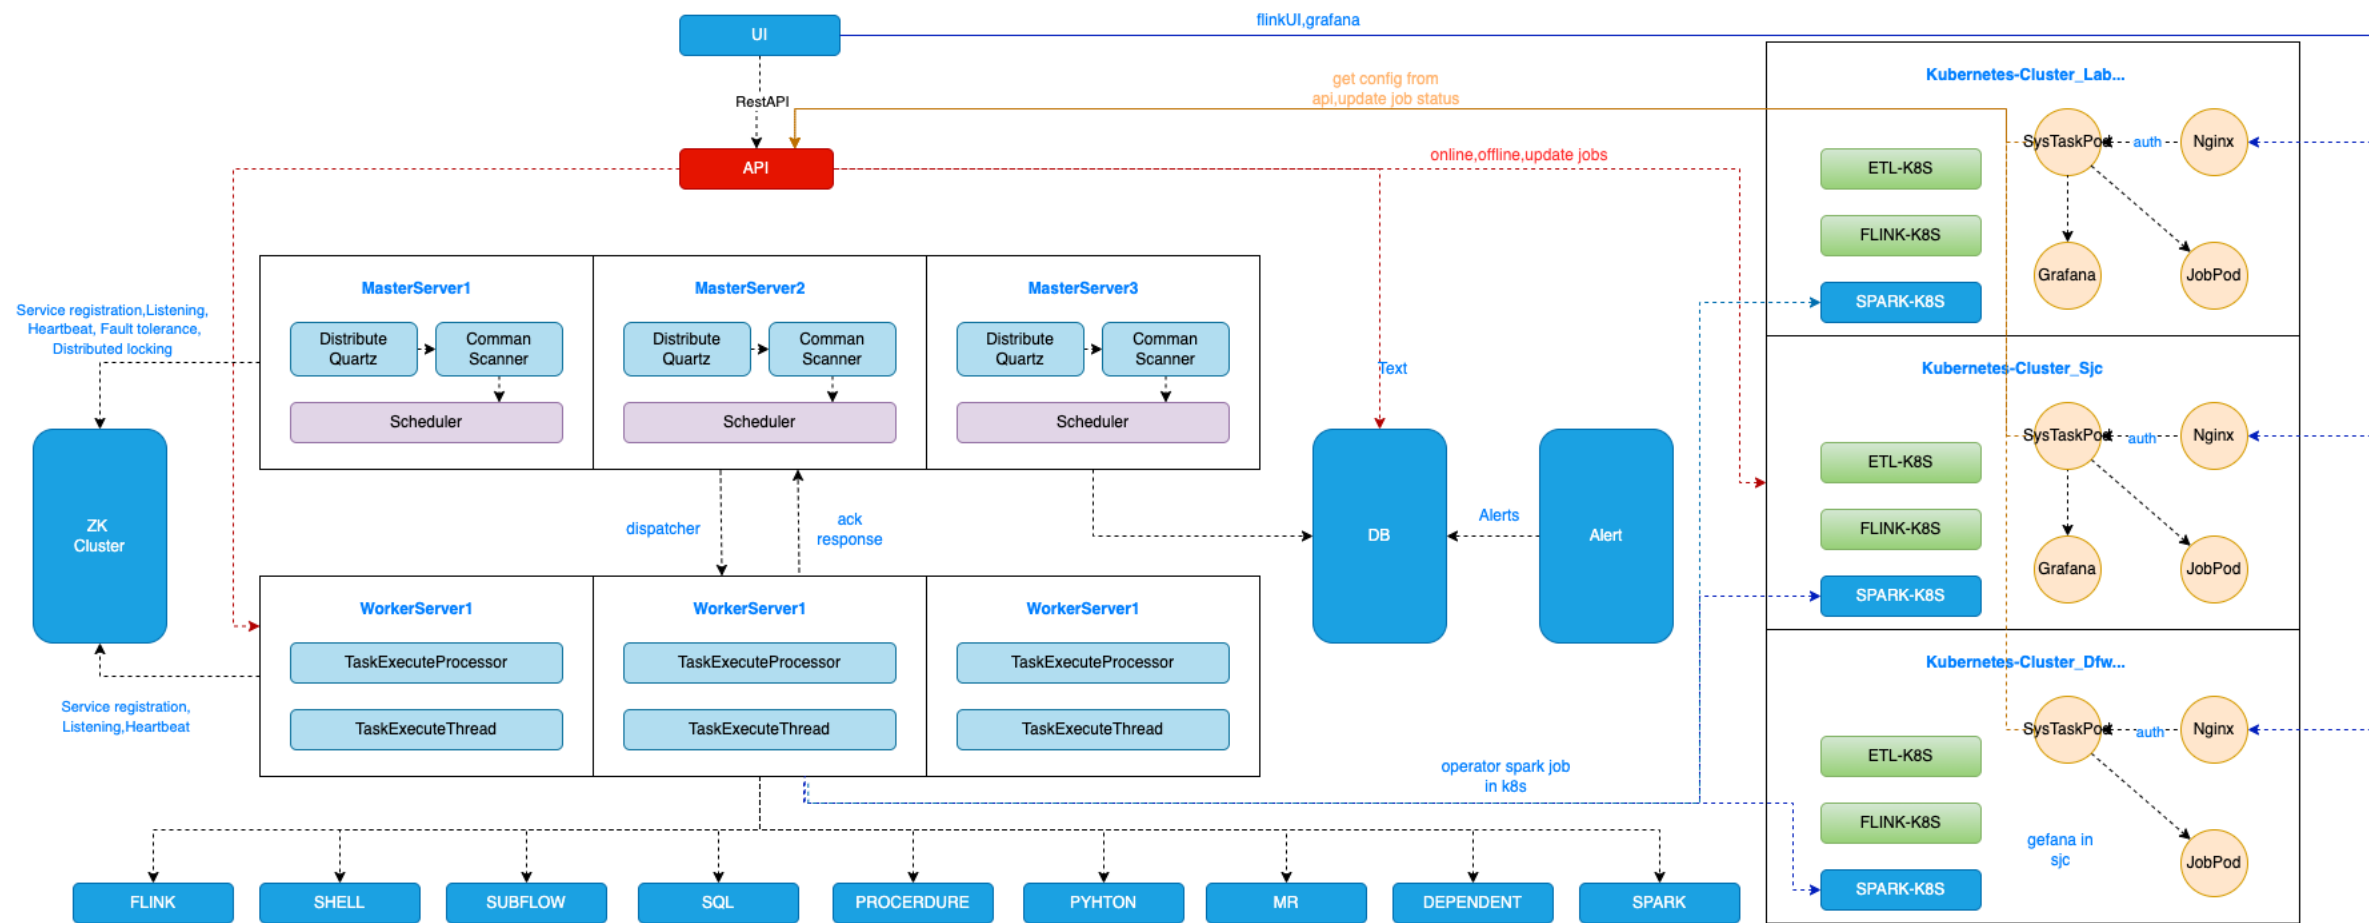 UI
flinkUI,grafana
RestAPI
get config from
api,update job status
API
online,offline,update jobs
Kubernetes-Cluster_Lab...
SysTaskPod
auth
Nginx
ETL-K8S
FLINK-K8S
SPARK-K8S
Grafana
JobPod
Service registration,Listening,
Heartbeat, Fault tolerance,
Distributed locking
MasterServer1
Distribute
Quartz
Comman
Scanner
Scheduler
MasterServer2
Distribute
Quartz
Comman
Scanner
Scheduler
MasterServer3
Distribute
Quartz
Comman
Scanner
Scheduler
Text
Kubernetes-Cluster_Sjc
SysTaskPod
auth
Nginx
ETL-K8S
FLINK-K8S
SPARK-K8S
Grafana
JobPod
ZK
Cluster
dispatcher
ack
response
DB
Alerts
Alert
WorkerServer1
TaskExecuteProcessor
TaskExecuteThread
WorkerServer1
TaskExecuteProcessor
TaskExecuteThread
WorkerServer1
TaskExecuteProcessor
TaskExecuteThread
Service registration,
Listening,Heartbeat
operator spark job
in k8s
Kubernetes-Cluster_Dfw...
SysTaskPod
auth
Nginx
ETL-K8S
FLINK-K8S
SPARK-K8S
gefana in
sjc
JobPod
FLINK
SHELL
SUBFLOW
SQL
PROCERDURE
PYHTON
MR
DEPENDENT
SPARK